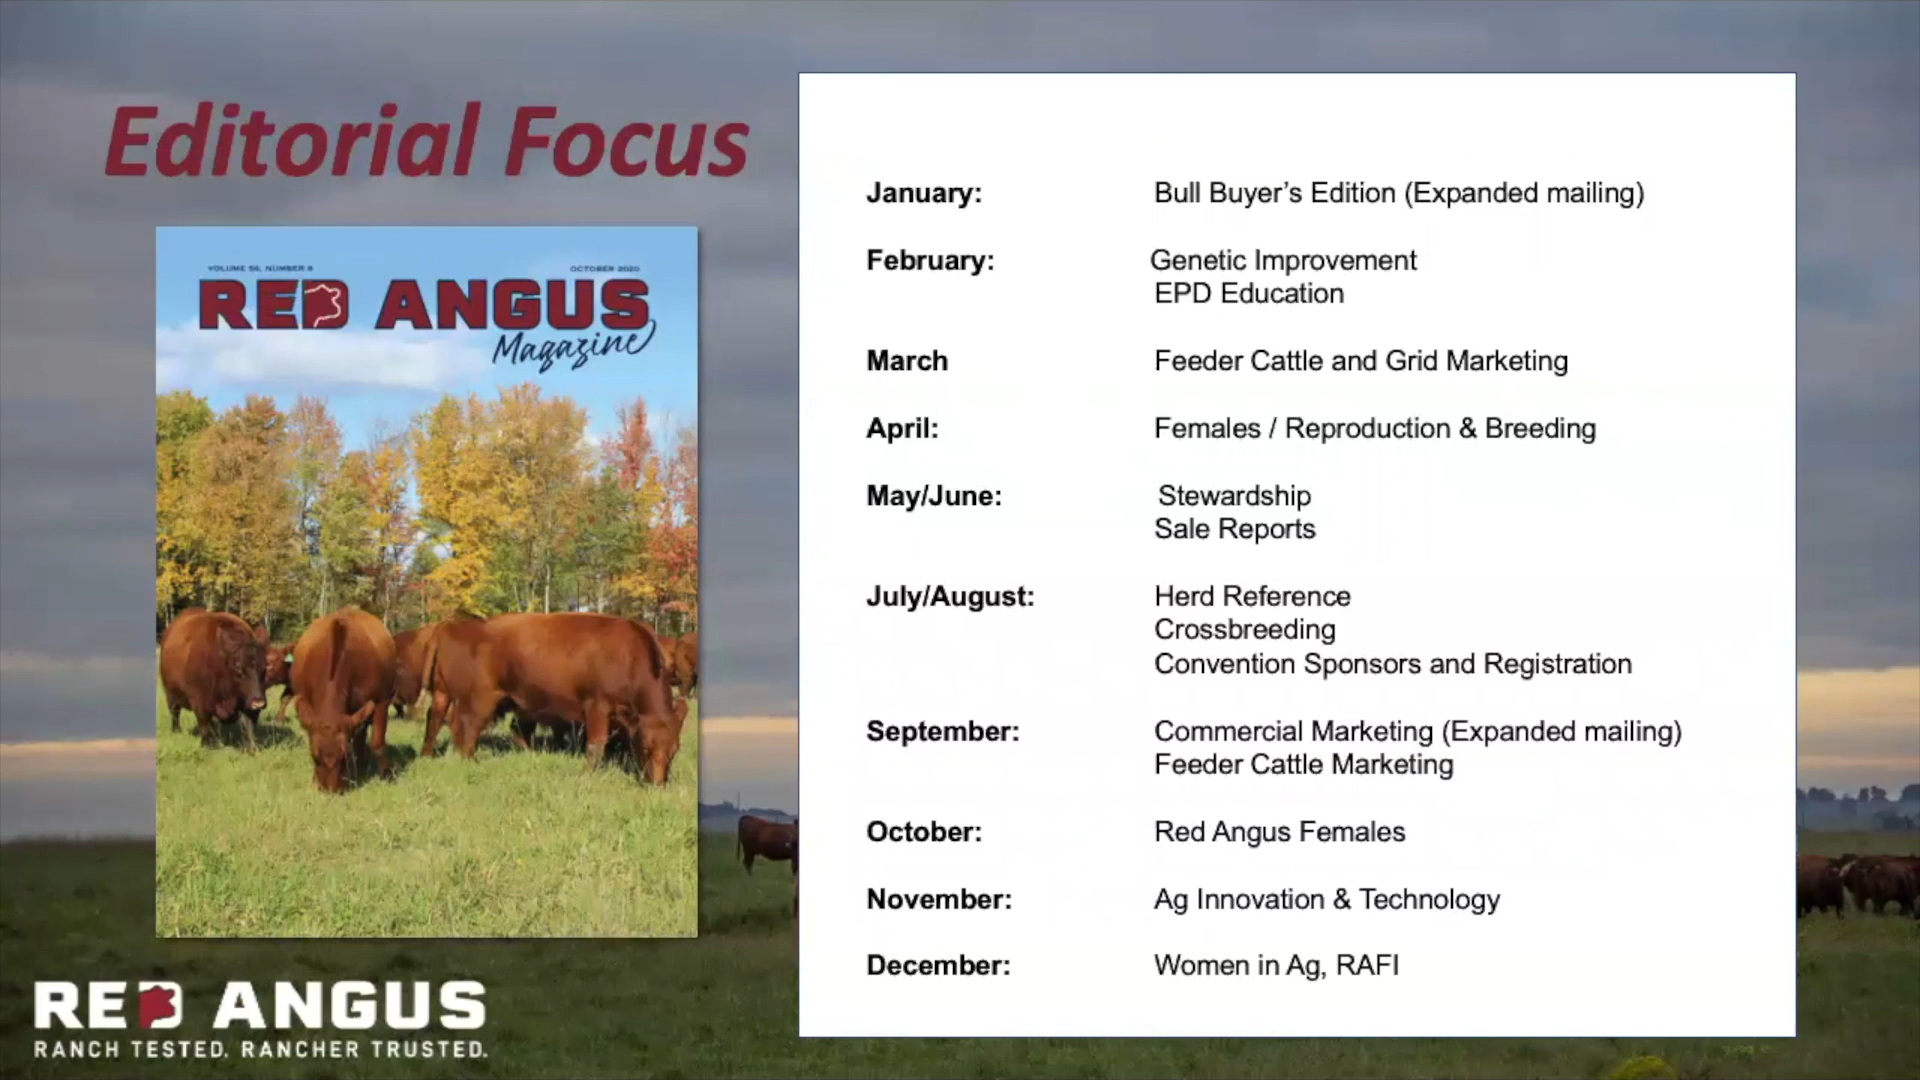 Editorial Focus
VOLUME 56, NUMBER
OCTOBER 2020
RED ANGUS
Magazine
RED ANGUS
RANCH TESTED. RANCHER TRUSTED.
January: Bull Buyer’s Edition (Expanded mailing)
February: Genetic Improvement
EPD Education
March Feeder Cattle and Grid Marketing
April: Females / Reproduction & Breeding
May/June: Stewardship
Sale Reports
July/August: Herd Reference
Crossbreeding
Convention Sponsors and Registration
September: Commercial Marketing (Expanded mailing)
Feeder Cattle Marketing
October: Red Angus Females
November: Ag Innovation & Technology
December: Women in Ag, RAFI